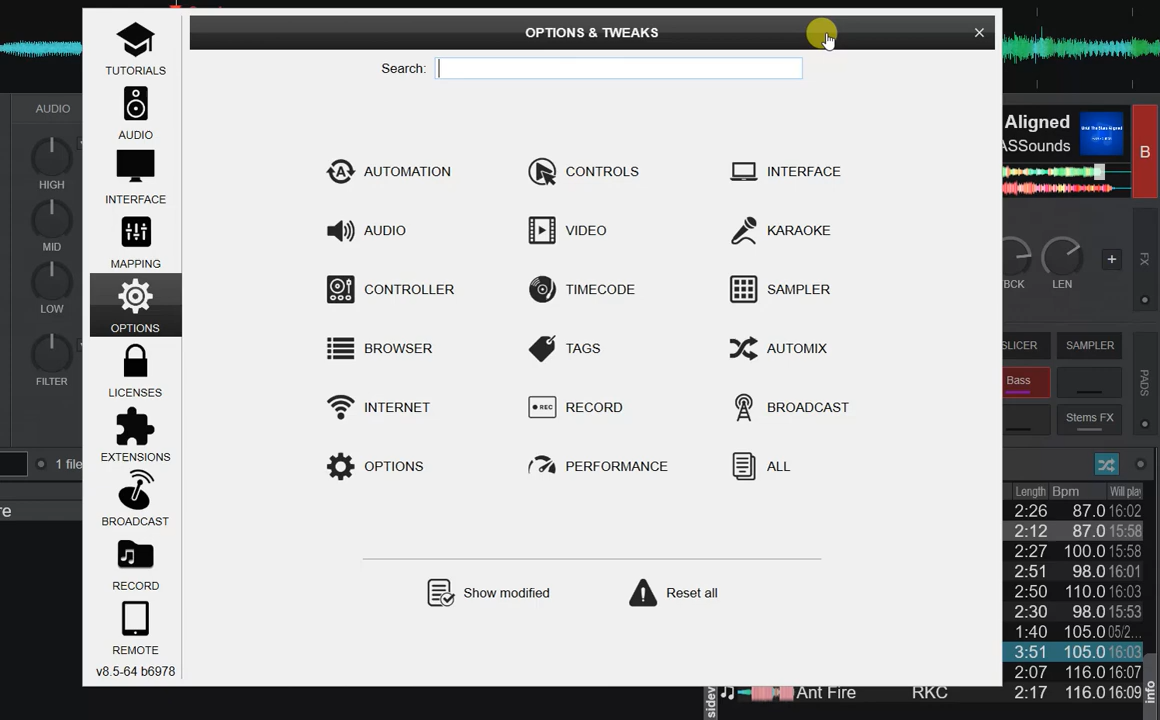 OPTIONS & TWEAKS
Search:
TUTORIALS
AUDIO
INTERFACE
MAPPING
OPTIONS
LICENSES
EXTENSIONS
BROADCAST
RECORD
REMOTE
v8.5-64 b6978
AUTOMATION
CONTROLS
INTERFACE
AUDIO
VIDEO
KARAOKE
CONTROLLER
TIMECODE
SAMPLER
BROWSER
TAGS
AUTOMIX
INTERNET
RECORD
BROADCAST
OPTIONS
PERFORMANCE
ALL
Show modified
Reset all
AUDIO
HIGH
MID
LOW
FILTER
1 file
re
Aligned
ASSounds
B
BCK
LEN
FX
SLICER
SAMPLER
Bass
Stems FX
PADS
Length Bpm Will play
2:26 87.0 16:02
2:12 87.0 15:58
2:27 100.0 15:58
2:51 98.0 16:01
2:50 110.0 16:03
2:30 98.0 15:53
1:40 105.0 05/2...
3:51 105.0 16:03
2:07 116.0 16:07
Ant Fire RKC 2:17 116.0 16:09
sidev
info